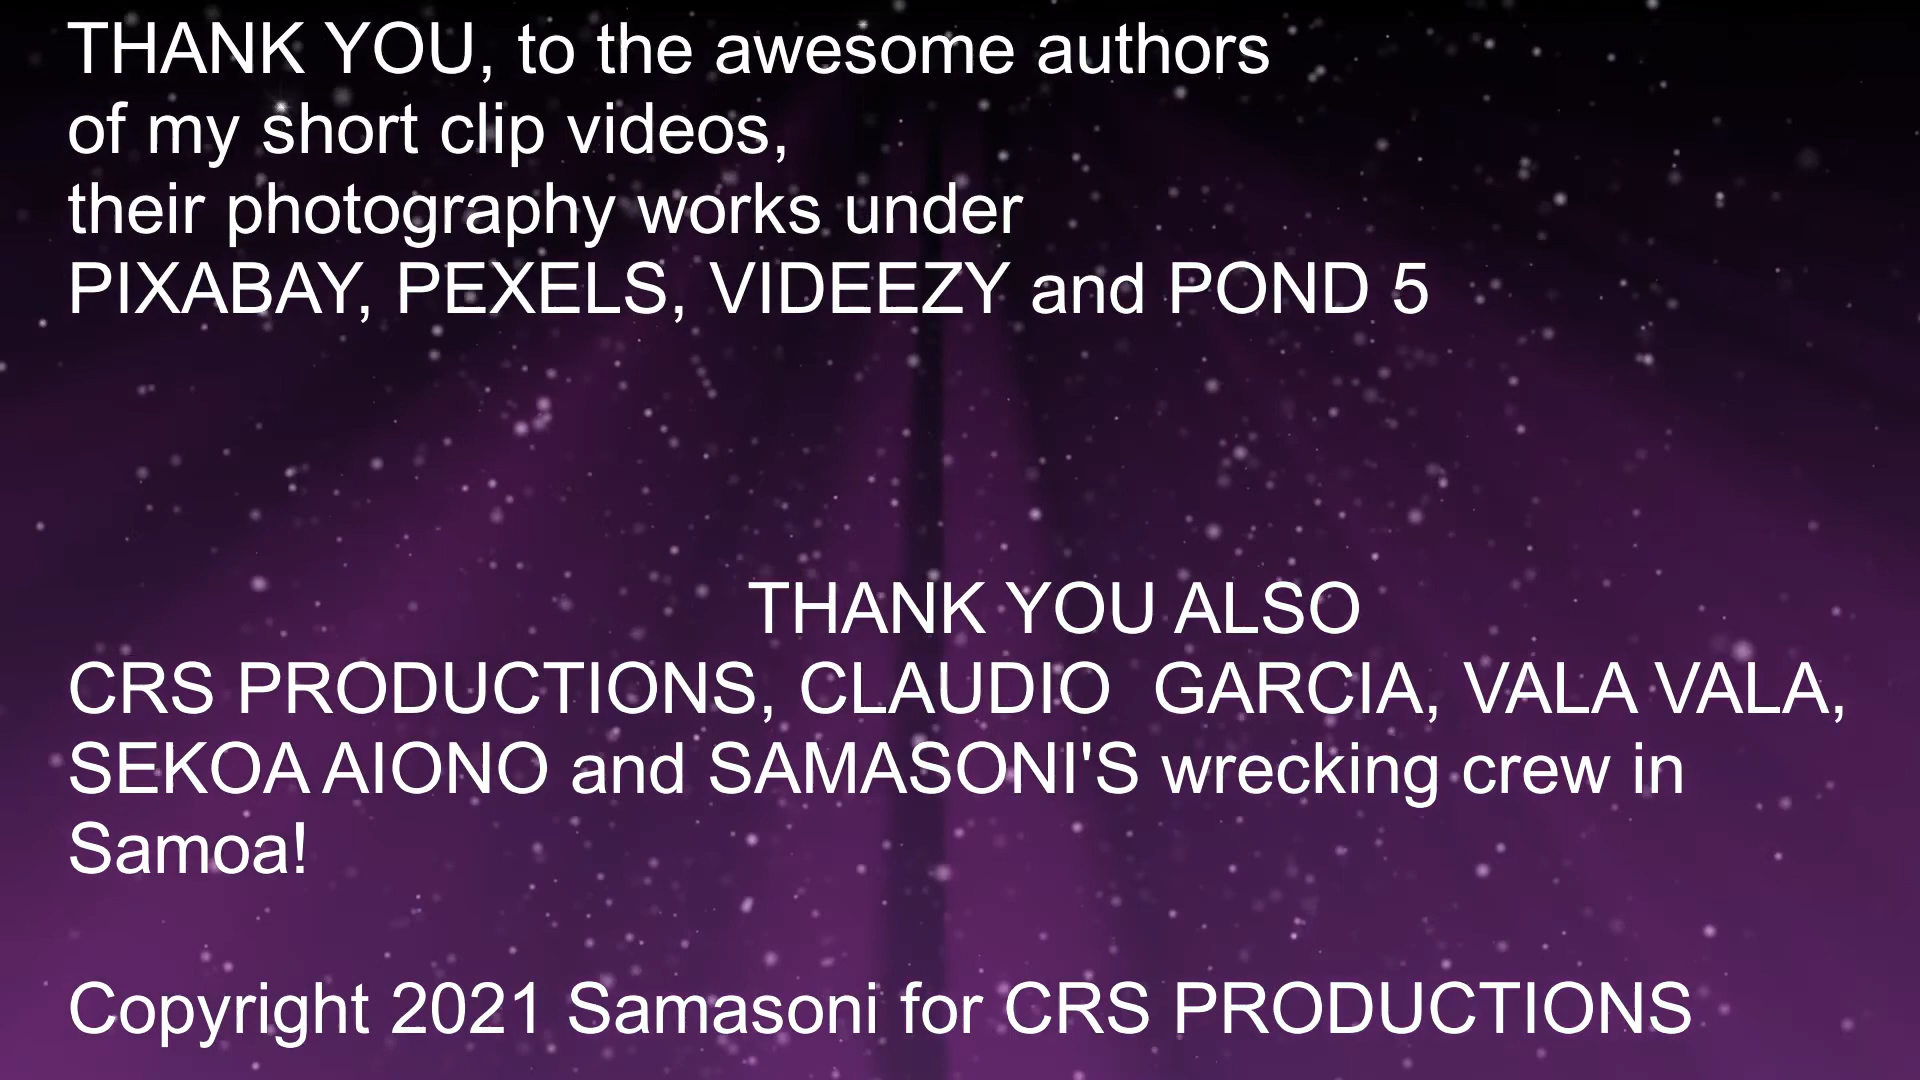 THANK YOU, to the awesome authors
of my short clip videos,
their photography works under
PIXABAY, PEXELS, VIDEEZY and POND 5
THANK YOU ALSO
CRS PRODUCTIONS, CLAUDIO  GARCIA, VALA VALA,
SEKOA AIONO and SAMASONI'S wrecking crew in
Samoa!
Copyright 2021 Samasoni for CRS PRODUCTIONS